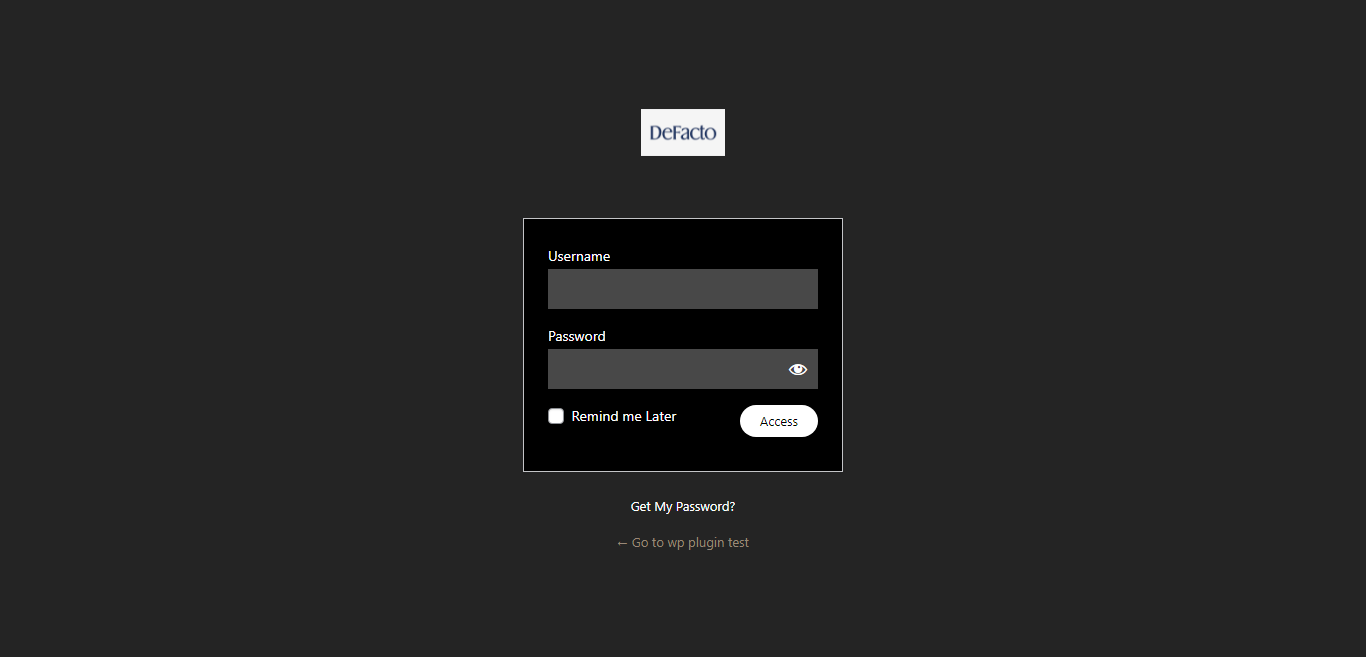 DeFacto
Username
Password
Remind me Later
Access
Get My Password?
← Go to wp plugin test